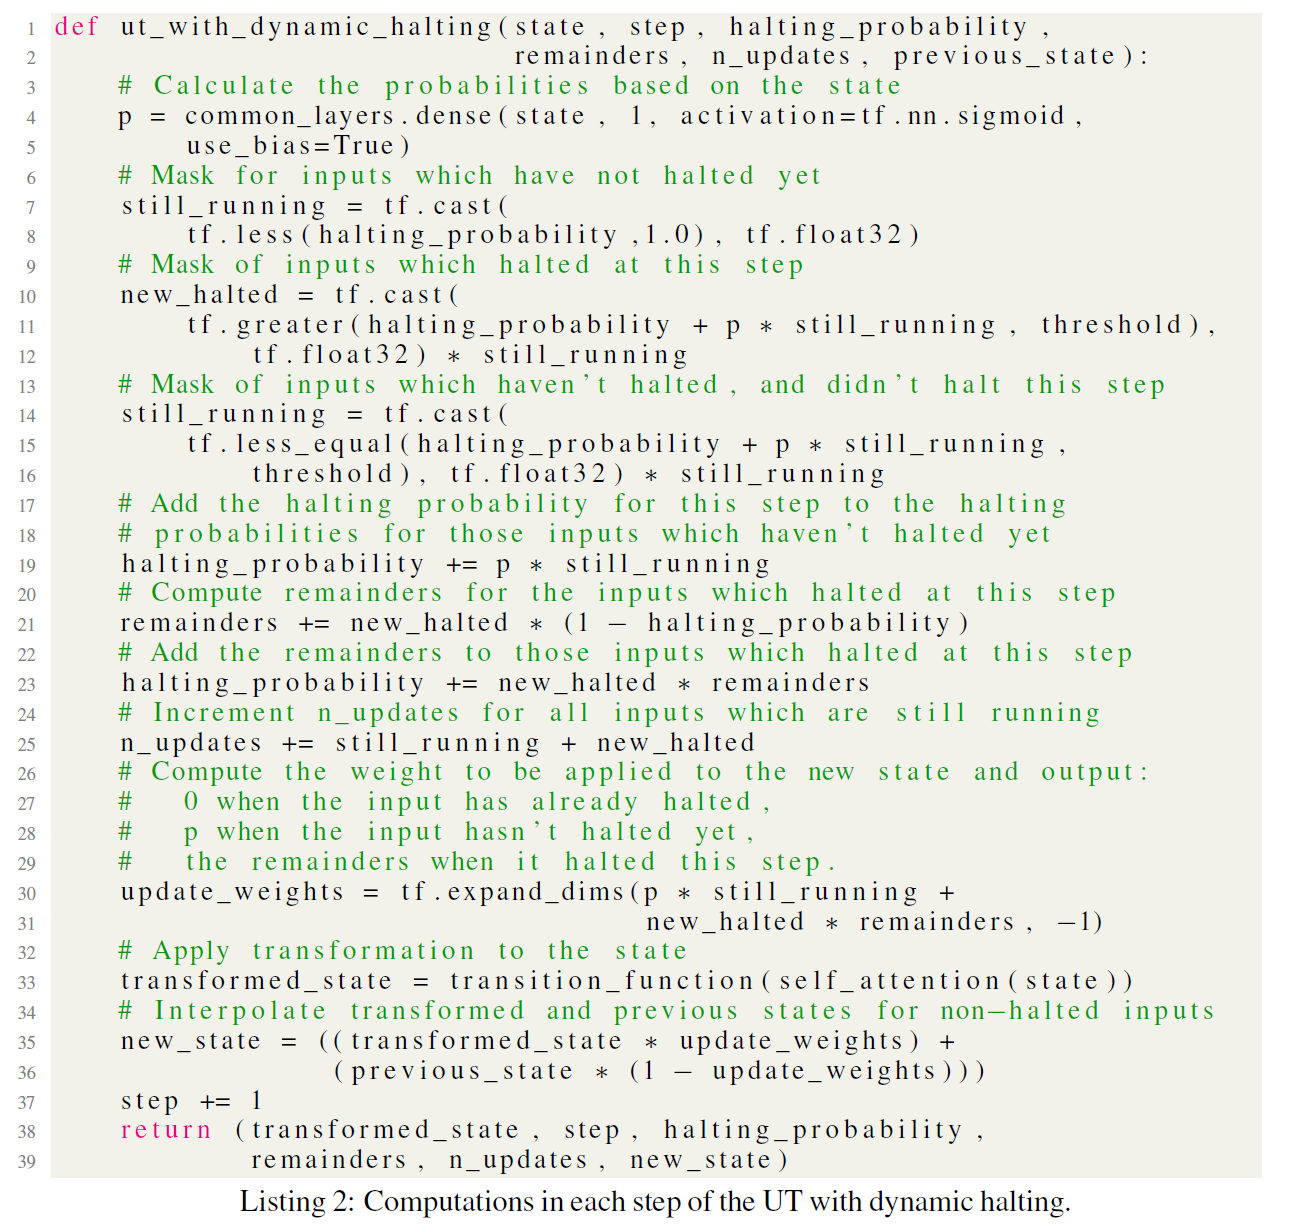 1 def ut_with_dynamic_halting(state, step, halting_probability,
2 remainders, n_updates, previous_state):
3 # Calculate the probabilities based on the state
4 p = common_layers.dense(state, 1, activation=tf.nn.sigmoid,
5 use_bias=True)
6 # Mask for inputs which have not halted yet
7 still_running = tf.cast(
8 tf.less(halting_probability,1.0), tf.float32)
9 # Mask of inputs which halted at this step
10 new_halted = tf.cast(
11 tf.greater(halting_probability + p * still_running, threshold),
12 tf.float32) * still_running
13 # Mask of inputs which haven't halted, and didn't halt this step
14 still_running = tf.cast(
15 tf.less_equal(halting_probability + p * still_running,
16 threshold), tf.float32) * still_running
17 # Add the halting probability for this step to the halting
18 # probabilities for those inputs which haven't halted yet
19 halting_probability += p * still_running
20 # Compute remainders for the inputs which halted at this step
21 remainders += new_halted * (1 − halting_probability)
22 # Add the remainders to those inputs which halted at this step
23 halting_probability += new_halted * remainders
24 # Increment n_updates for all inputs which are still running
25 n_updates += still_running + new_halted
26 # Compute the weight to be applied to the new state and output:
27 # 0 when the input has already halted,
28 # p when the input hasn't halted yet,
29 # the remainders when it halted this step.
30 update_weights = tf.expand_dims(p * still_running +
31 new_halted * remainders, −1)
32 # Apply transformation to the state
33 transformed_state = transition_function(self_attention(state))
34 # Interpolate transformed and previous states for non−halted inputs
35 new_state = ((transformed_state * update_weights) +
36 (previous_state * (1 − update_weights)))
37 step += 1
38 return (transformed_state, step, halting_probability,
39 remainders, n_updates, new_state)
Listing 2: Computations in each step of the UT with dynamic halting.